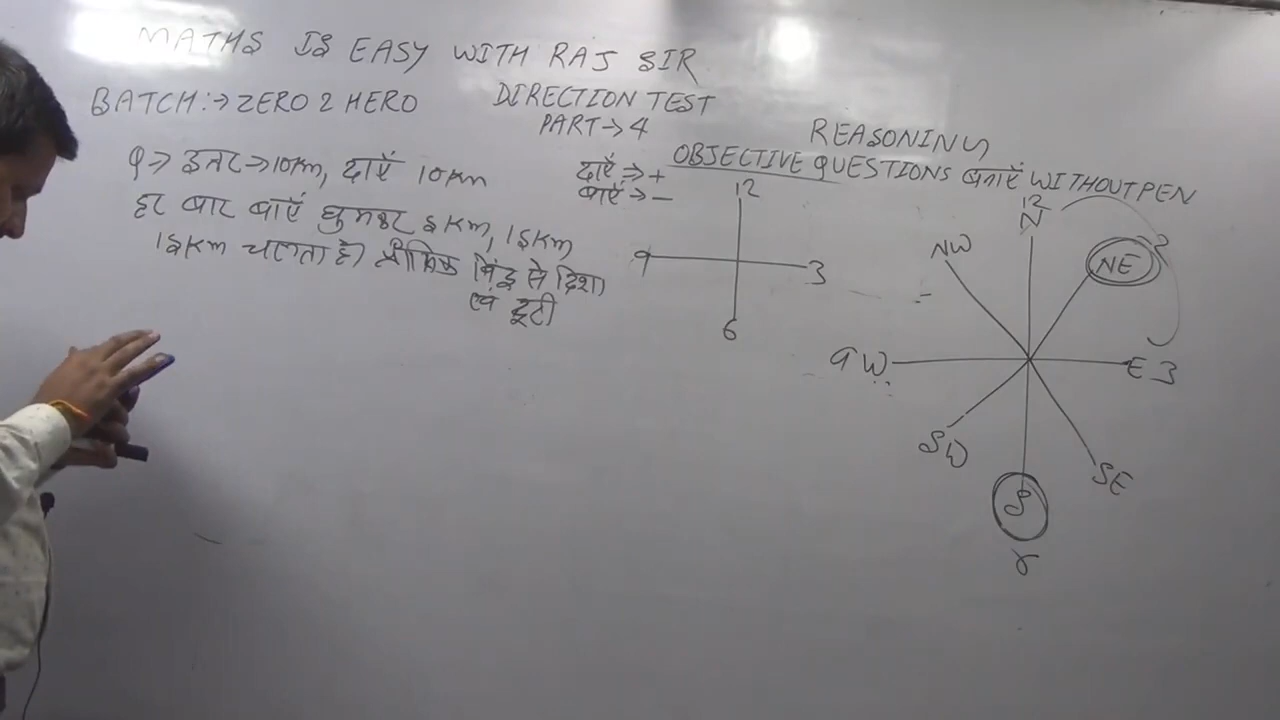 MATHS IS EASY WITH RAJ SIR
BATCH:→ZERO 2 HERO
DIRECTION TEST
PART→4
REASONING
OBJECTIVE QUESTIONS बनाएं WITHOUT PEN
Q→ उत्तर→10km, दाएँ 10km
हर बार बाएँ घुमकर 5km, 15km
15km चलता है। प्रारंभिक बिंदु से दिशा
एवं दूरी
दाएँ⇒+
बाएँ→−
12
9
3
6
12
N
NW
NE
9 W
E 3
SW
SE
S